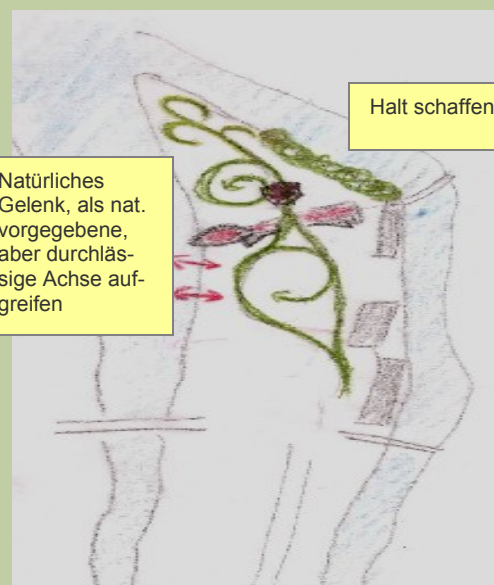 Halt schaffen
Natürliches
Gelenk, als nat.
vorgegebene,
aber durchläs-
sige Achse auf-
greifen